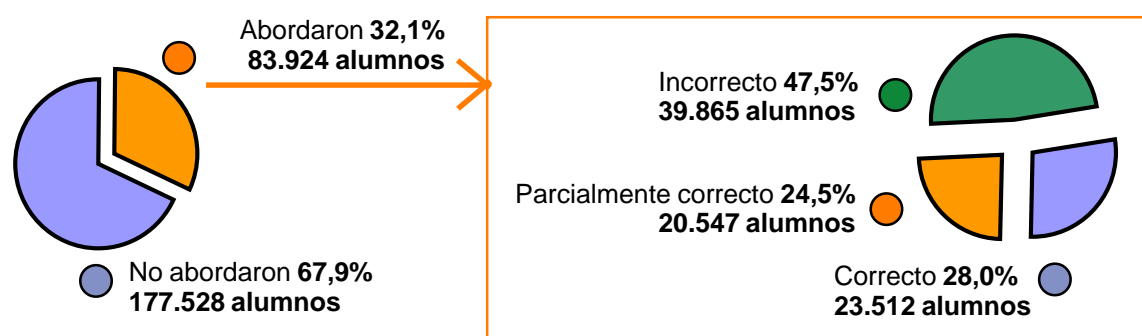 Abordaron 32,1%
83.924 alumnos
No abordaron 67,9%
177.528 alumnos
Incorrecto 47,5%
39.865 alumnos
Parcialmente correcto 24,5%
20.547 alumnos
Correcto 28,0%
23.512 alumnos